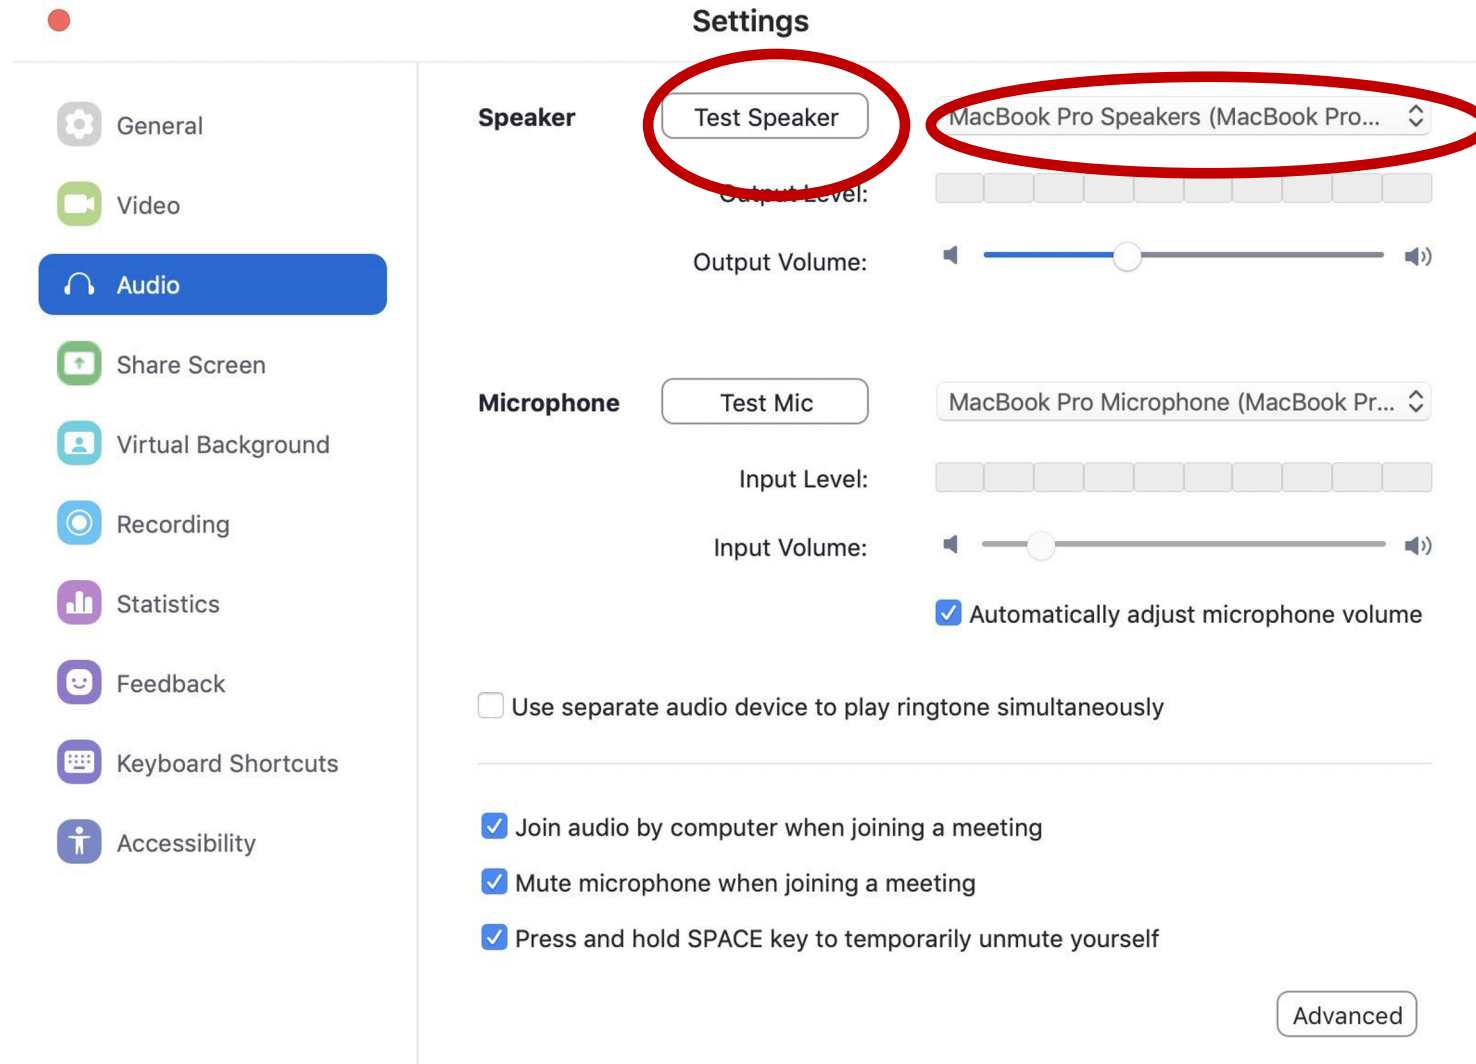 Settings
General
Video
Audio
Share Screen
Virtual Background
Recording
Statistics
Feedback
Keyboard Shortcuts
Accessibility
Speaker
Test Speaker
MacBook Pro Speakers (MacBook Pro...
Output Level:
Output Volume:
Microphone
Test Mic
MacBook Pro Microphone (MacBook Pr...
Input Level:
Input Volume:
Automatically adjust microphone volume
Use separate audio device to play ringtone simultaneously
Join audio by computer when joining a meeting
Mute microphone when joining a meeting
Press and hold SPACE key to temporarily unmute yourself
Advanced